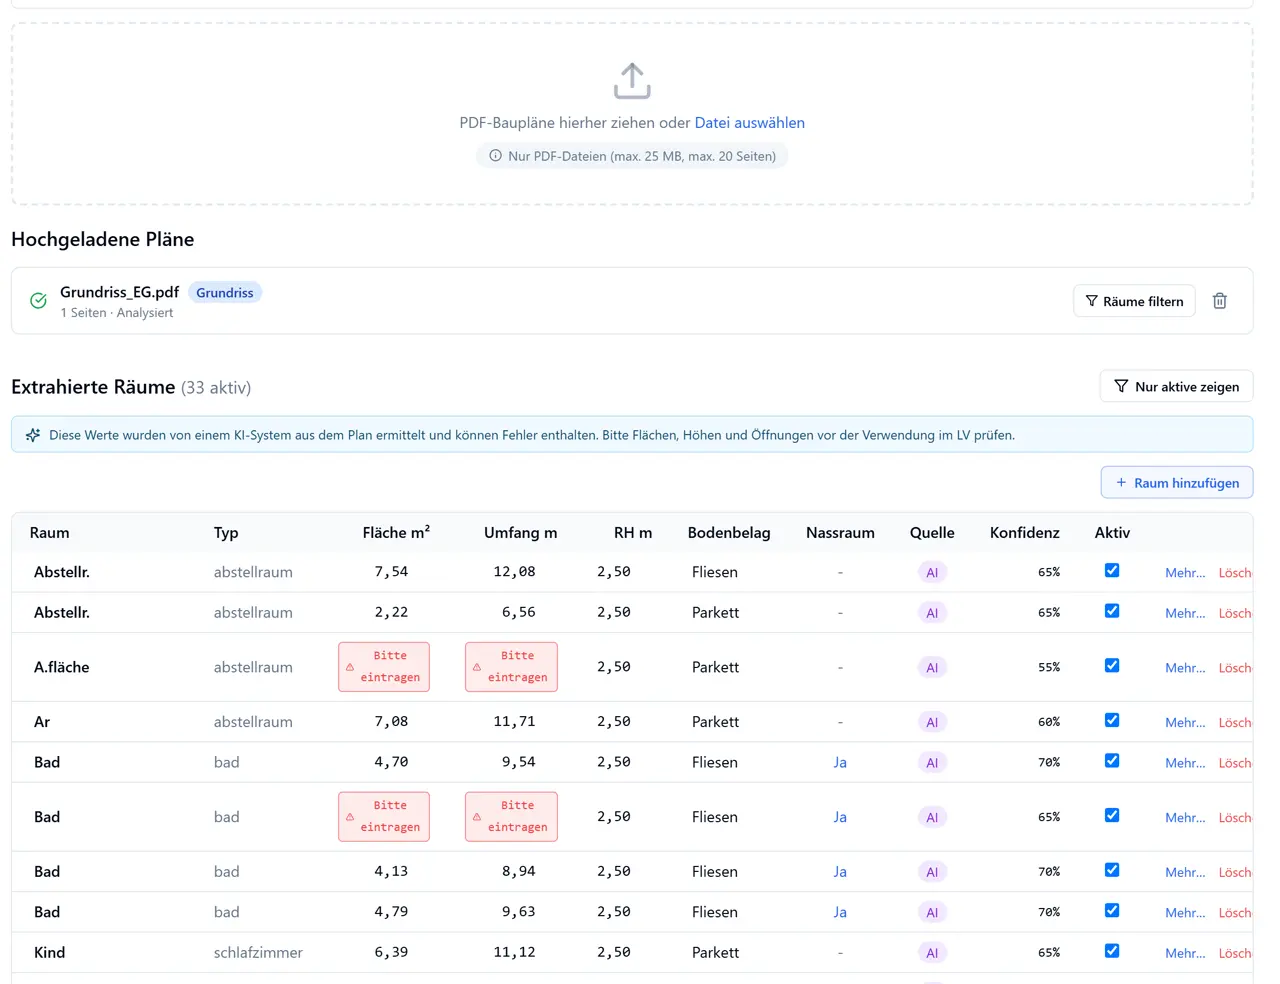 PDF-Baupläne hierher ziehen oder Datei auswählen
Nur PDF-Dateien (max. 25 MB, max. 20 Seiten)
Hochgeladene Pläne
Grundriss_EG.pdf Grundriss
1 Seiten · Analysiert
Räume filtern
Extrahierte Räume (33 aktiv)
Nur aktive zeigen
Diese Werte wurden von einem KI-System aus dem Plan ermittelt und können Fehler enthalten. Bitte Flächen, Höhen und Öffnungen vor der Verwendung im LV prüfen.
+ Raum hinzufügen
Raum Typ Fläche m² Umfang m RH m Bodenbelag Nassraum Quelle Konfidenz Aktiv
Abstellr. abstellraum 7,54 12,08 2,50 Fliesen - AI 65% Mehr... Lösch
Abstellr. abstellraum 2,22 6,56 2,50 Parkett - AI 65% Mehr... Lösch
A.fläche abstellraum Bitte eintragen Bitte eintragen 2,50 Parkett - AI 55% Mehr... Lösch
Ar abstellraum 7,08 11,71 2,50 Parkett - AI 60% Mehr... Lösch
Bad bad 4,70 9,54 2,50 Fliesen Ja AI 70% Mehr... Lösch
Bad bad Bitte eintragen Bitte eintragen 2,50 Fliesen Ja AI 65% Mehr... Lösch
Bad bad 4,13 8,94 2,50 Fliesen Ja AI 70% Mehr... Lösch
Bad bad 4,79 9,63 2,50 Fliesen Ja AI 70% Mehr... Lösch
Kind schlafzimmer 6,39 11,12 2,50 Parkett - AI 65% Mehr... Lösch